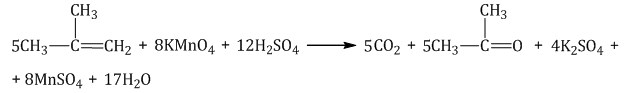 CH₃ CH₃
5CH₃—C=CH₂ + 8KMnO₄ + 12H₂SO₄ ⟶ 5CO₂ + 5CH₃—C=O + 4K₂SO₄ +
+ 8MnSO₄ + 17H₂O